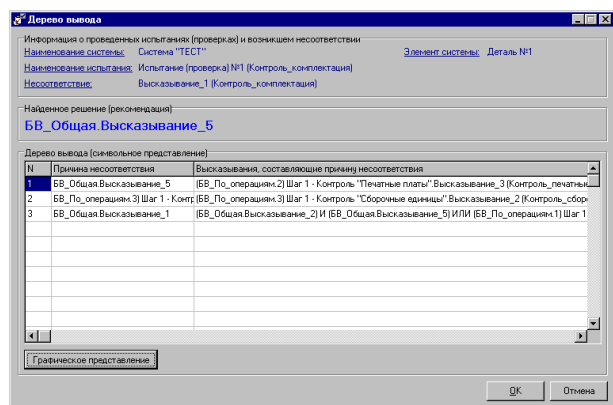 Дерево вывода
Информация о проведенных испытаниях (проверках) и возникшем несоответствии
Наименование системы: Система "ТЕСТ" Элемент системы: Деталь №1
Наименование испытания: Испытание (проверка) №1 (Контроль_комплектация)
Несоответствие: Высказывание_1 (Контроль_комплектация)
Найденное решение (рекомендация)
БВ_Общая.Высказывание_5
Дерево вывода (символьное представление)
N Причина несоответствия Высказывания, составляющие причину несоответствия
1 БВ_Общая.Высказывание_5 (БВ_По_операциям.2) Шаг 1 - Контроль "Печатные платы".Высказывание_3 (Контроль_печатные
2 БВ_По_операциям.3) Шаг 1 - Контр (БВ_По_операциям.3) Шаг 1 - Контроль "Сборочные единицы".Высказывание_2 (Контроль_сбор
3 БВ_Общая.Высказывание_1 (БВ_Общая.Высказывание_2) И (БВ_Общая.Высказывание_5) ИЛИ (БВ_По_операциям.1) Шаг 1
Графическое представление
OK Отмена